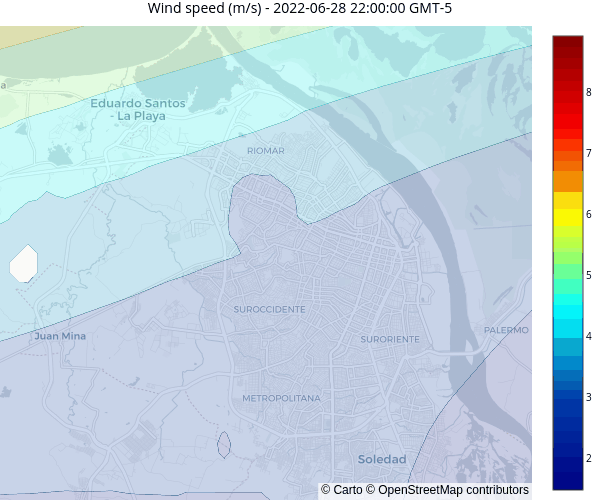 Wind speed (m/s) - 2022-06-28 22:00:00 GMT-5
a
Eduardo Santos
- La Playa
RIOMAR
SUROCCIDENTE
SURORIENTE
PALERMO
Juan Mina
METROPOLITANA
Soledad
8
7
6
5
4
3
2
© Carto © OpenStreetMap contributors